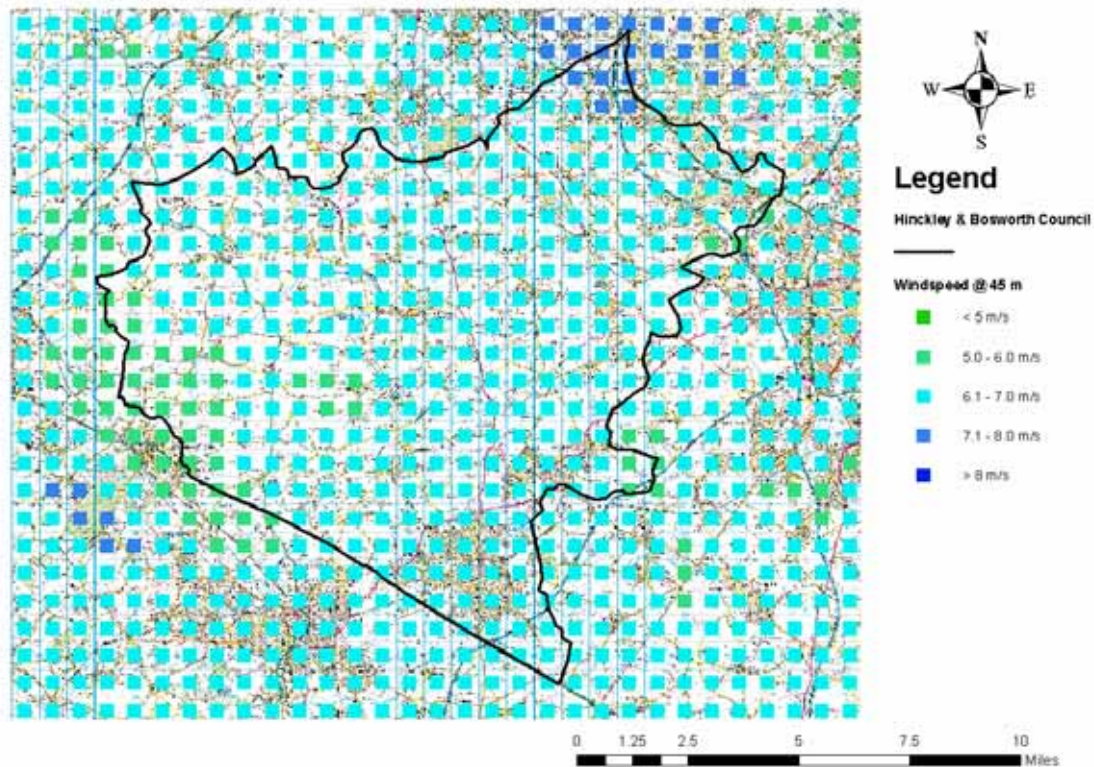 N
W E
S
Legend
Hinckley & Bosworth Council
Windspeed @ 45 m
< 5 m/s
5.0 - 6.0 m/s
6.1 - 7.0 m/s
7.1 - 8.0 m/s
> 8 m/s
0 1.25 2.5 5 7.5 10
Miles